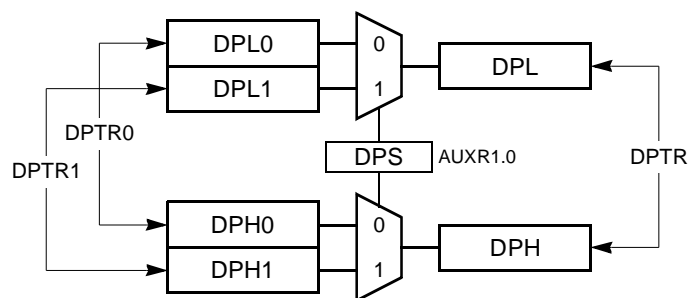 DPL0 0 DPL
DPL1 1
DPTR0 DPS AUXR1.0 DPTR
DPTR1
DPH0 0 DPH
DPH1 1